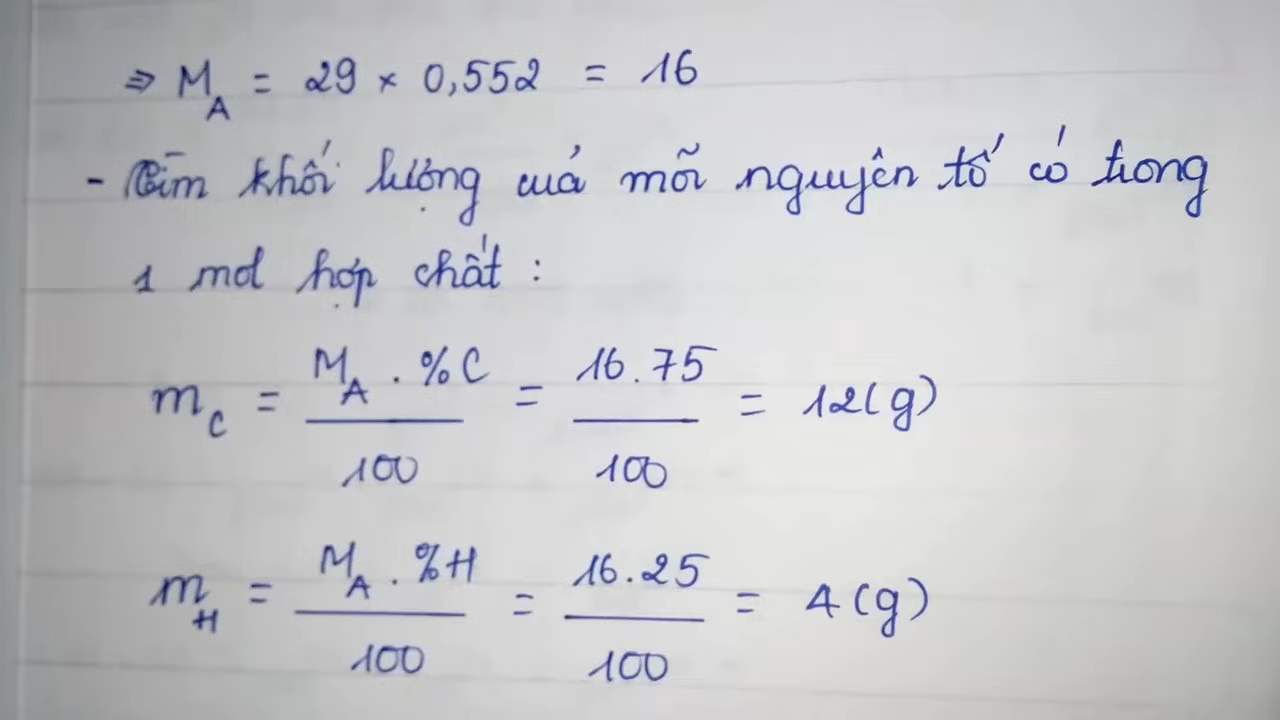 ⇒ M_A = 29 × 0,552 = 16
- Tìm khối lượng của mỗi nguyên tố có trong
1 mol hợp chất :
m_C = M_A . %C / 100 = 16.75 / 100 = 12(g)
m_H = M_A . %H / 100 = 16.25 / 100 = 4(g)